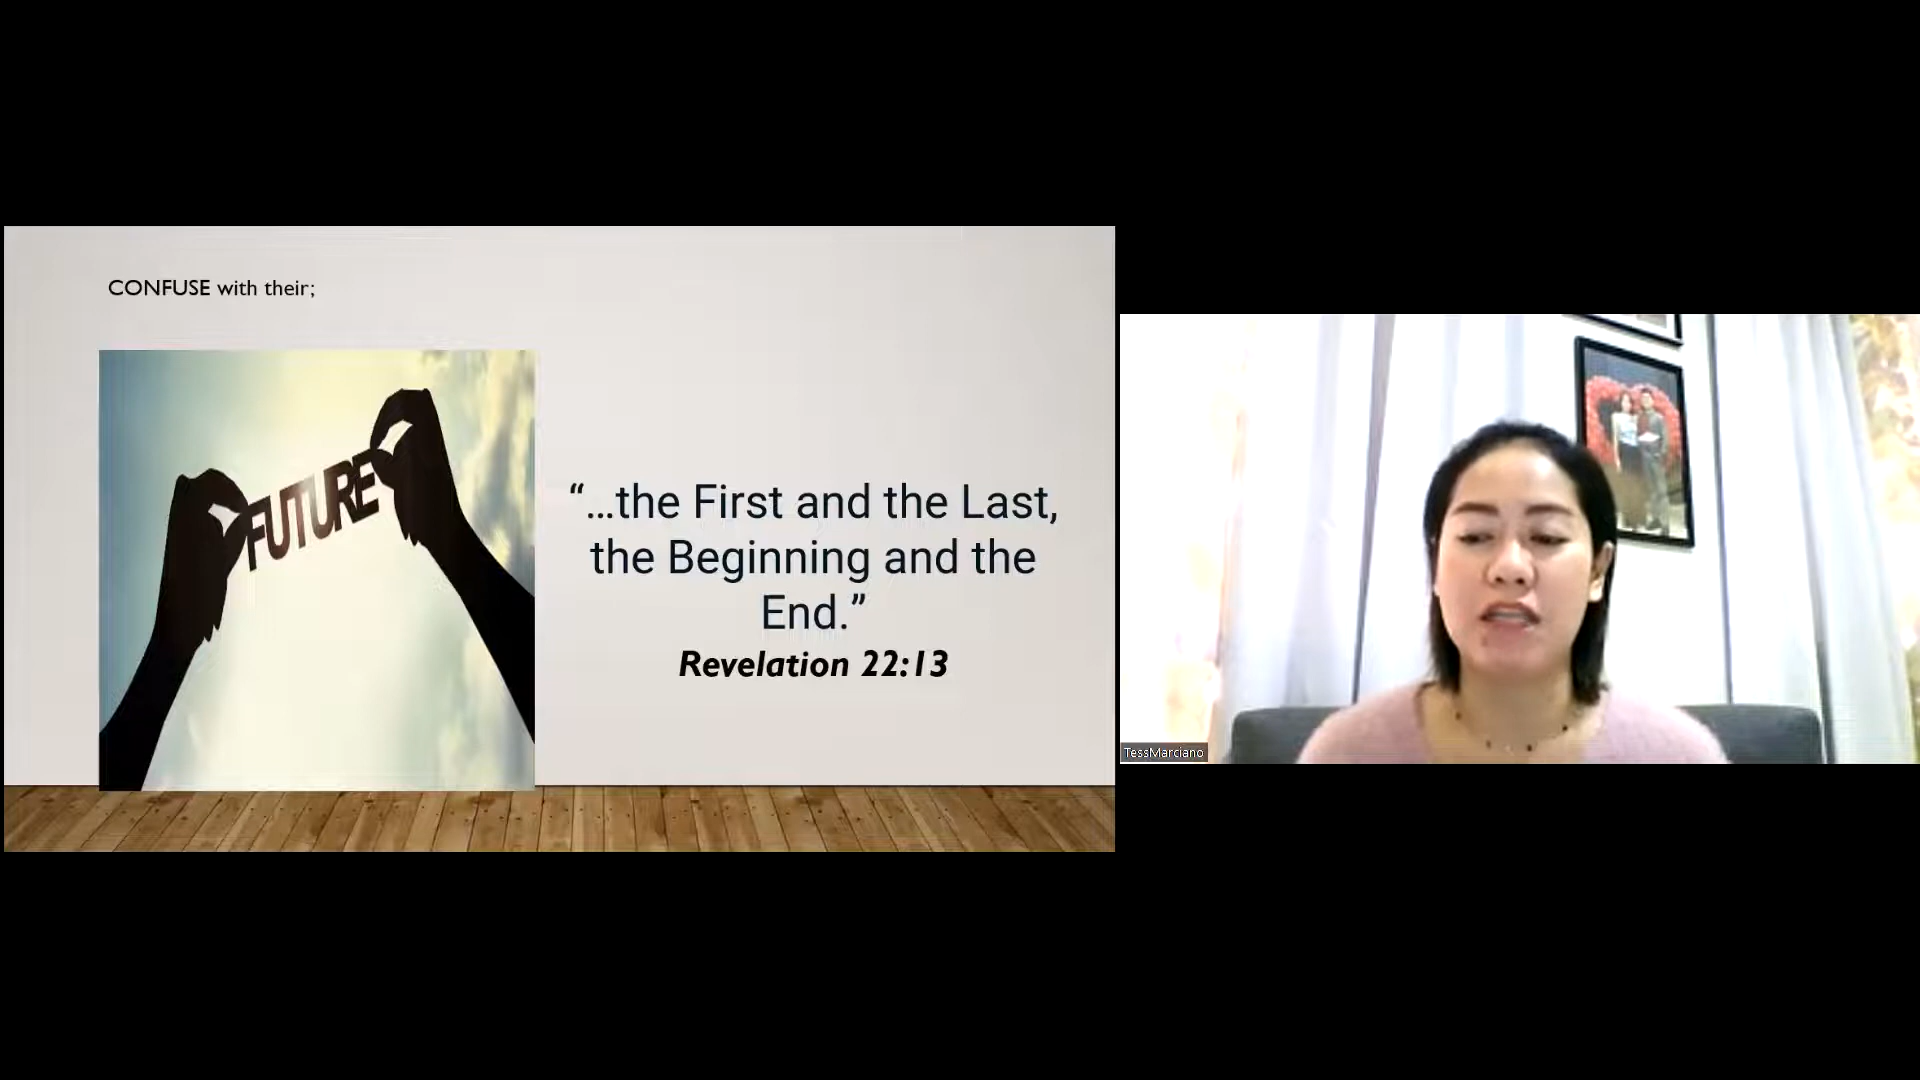 CONFUSE with their;
FUTURE
“...the First and the Last,
the Beginning and the
End.”
Revelation 22:13
TessMarciano